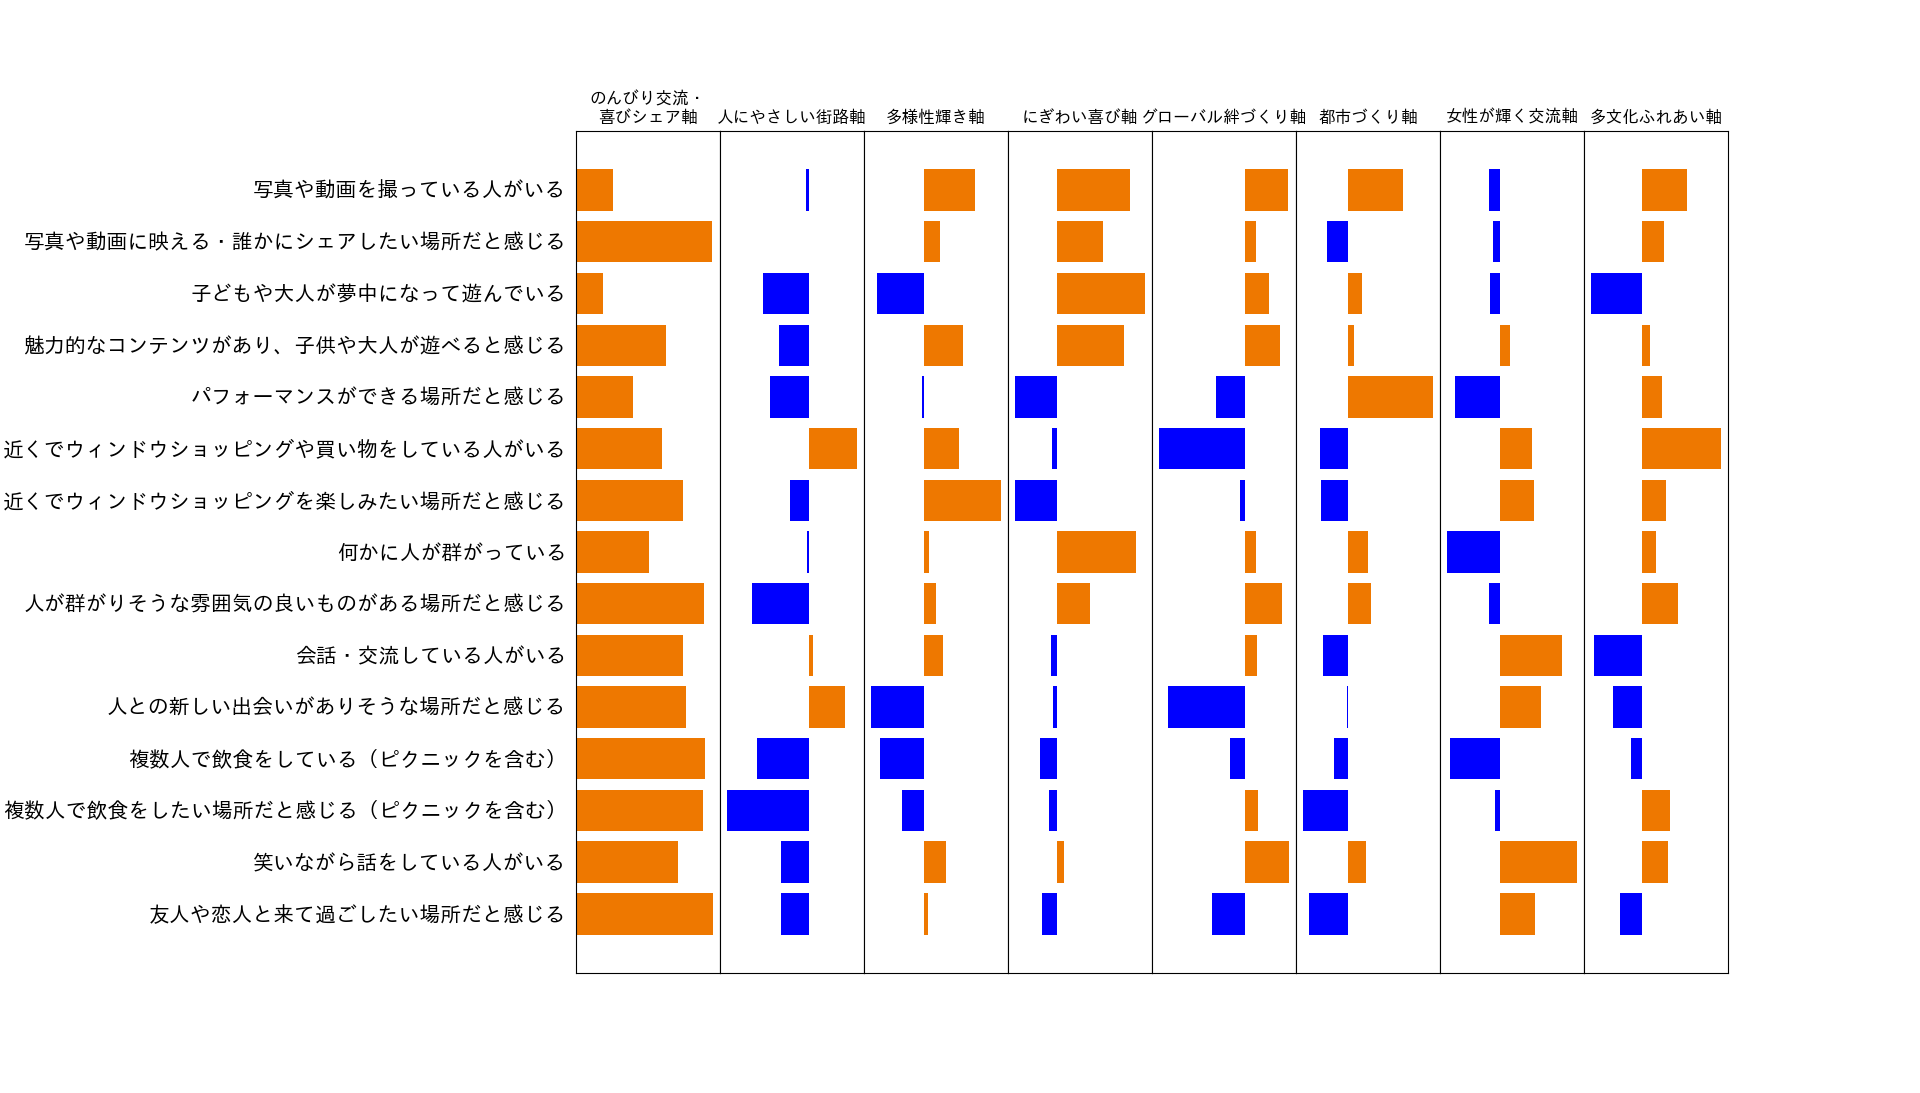 のんびり交流・
喜びシェア軸
人にやさしい街路軸
多様性輝き軸
にぎわい喜び軸
グローバル絆づくり軸
都市づくり軸
女性が輝く交流軸
多文化ふれあい軸
写真や動画を撮っている人がいる
写真や動画に映える・誰かにシェアしたい場所だと感じる
子どもや大人が夢中になって遊んでいる
魅力的なコンテンツがあり、子供や大人が遊べると感じる
パフォーマンスができる場所だと感じる
近くでウィンドウショッピングや買い物をしている人がいる
近くでウィンドウショッピングを楽しみたい場所だと感じる
何かに人が群がっている
人が群がりそうな雰囲気の良いものがある場所だと感じる
会話・交流している人がいる
人との新しい出会いがありそうな場所だと感じる
複数人で飲食をしている（ピクニックを含む）
複数人で飲食をしたい場所だと感じる（ピクニックを含む）
笑いながら話をしている人がいる
友人や恋人と来て過ごしたい場所だと感じる